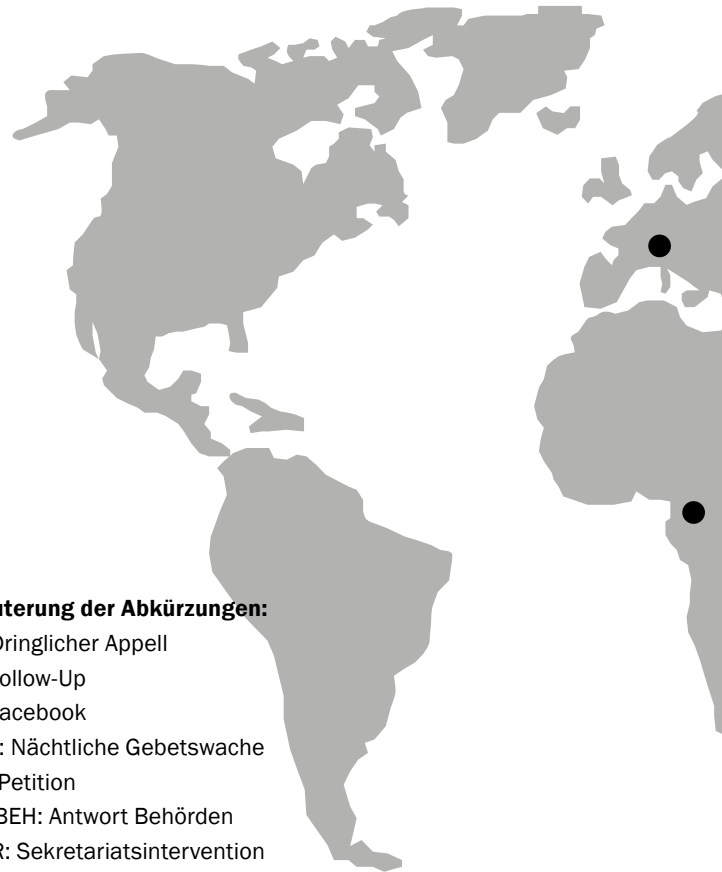 uterung der Abkürzungen:
Dringlicher Appell
ollow-Up
acebook
: Nächtliche Gebetswache
Petition
BEH: Antwort Behörden
R: Sekretariatsintervention